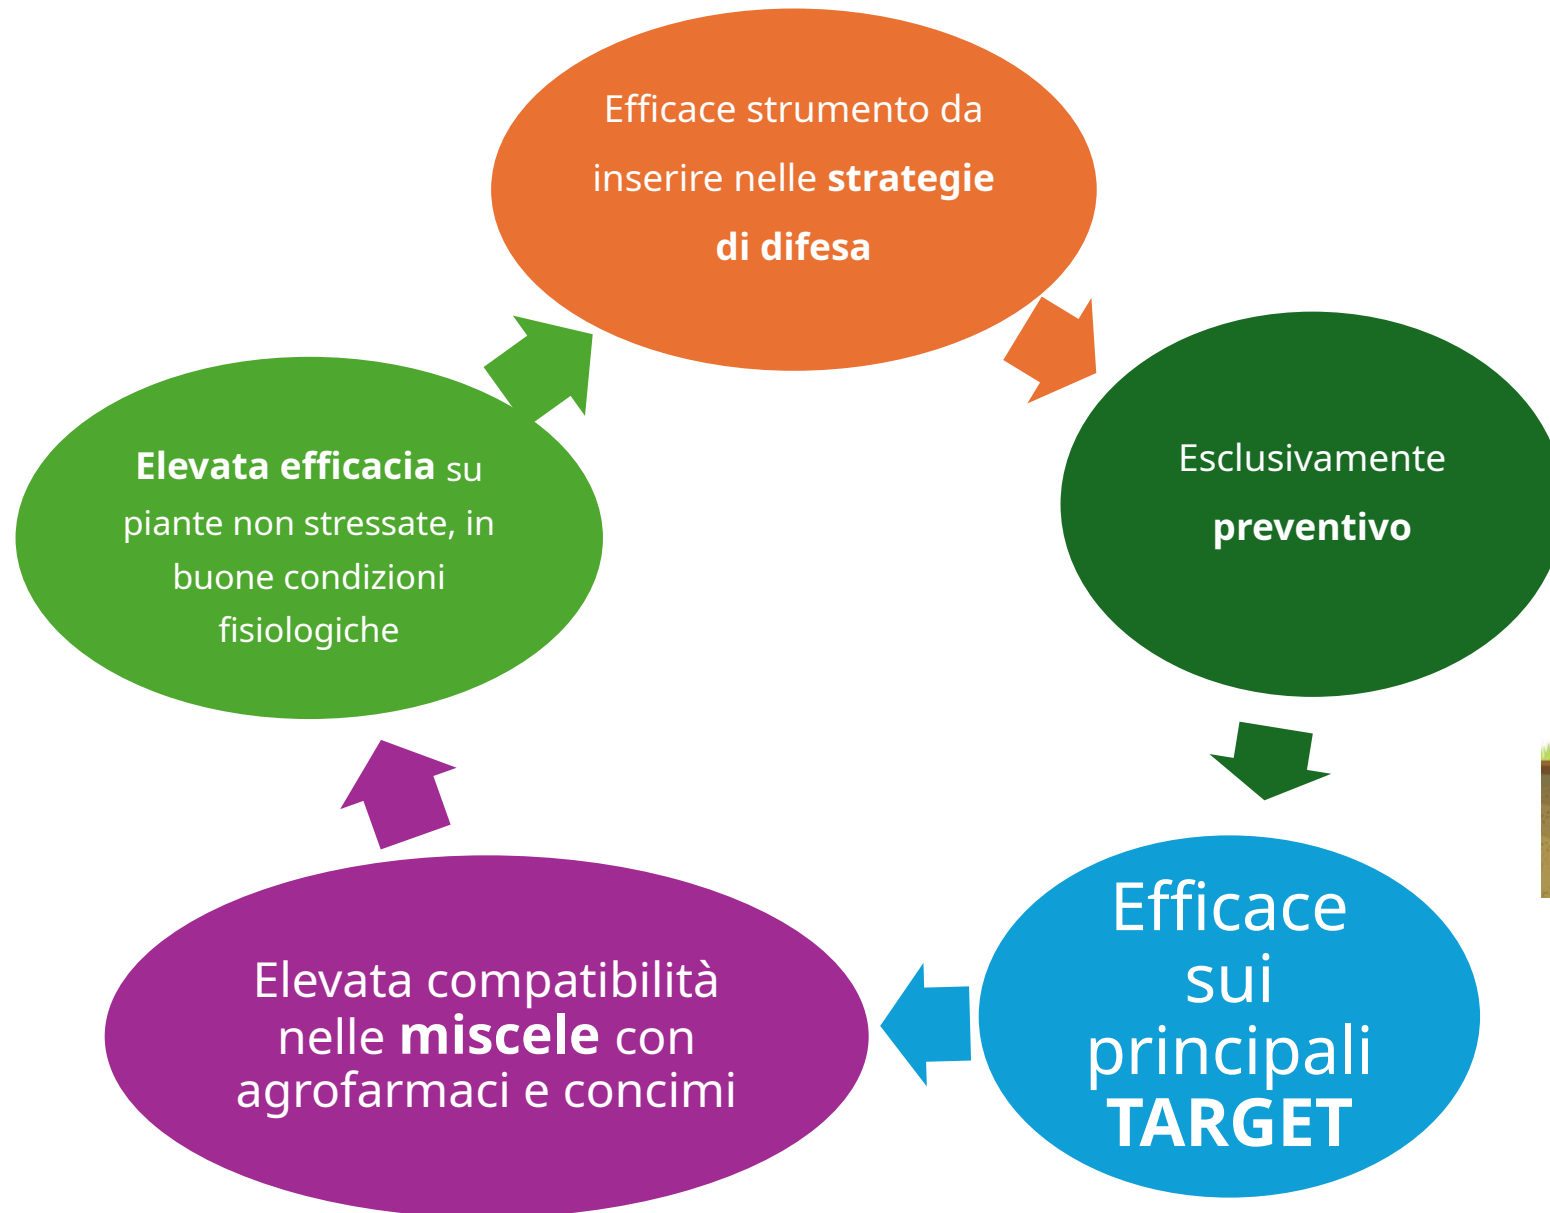 Efficace strumento da
inserire nelle strategie
di difesa
Esclusivamente
preventivo
Efficace
sui
principali
TARGET
Elevata compatibilità
nelle miscele con
agrofarmaci e concimi
Elevata efficacia su
piante non stressate, in
buone condizioni
fisiologiche